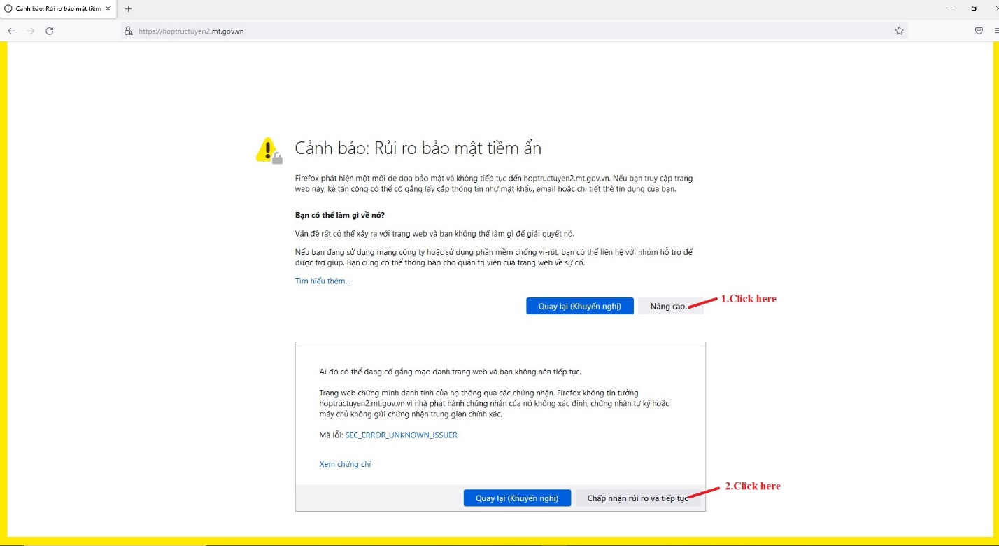 Cảnh báo: Rủi ro bảo mật tiềm
https://hoptructuyen2.mt.gov.vn
Cảnh báo: Rủi ro bảo mật tiềm ẩn
Firefox phát hiện một mối đe dọa bảo mật và không tiếp tục đến hoptructuyen2.mt.gov.vn. Nếu bạn truy cập trang
web này, kẻ tấn công có thể cố gắng lấy cắp thông tin như mật khẩu, email hoặc chi tiết thẻ tín dụng của bạn.
Bạn có thể làm gì về nó?
Vấn đề rất có thể xảy ra với trang web và bạn không thể làm gì để giải quyết nó.
Nếu bạn đang sử dụng mạng công ty hoặc sử dụng phần mềm chống vi-rút, bạn có thể liên hệ với nhóm hỗ trợ để
được trợ giúp. Bạn cũng có thể thông báo cho quản trị viên của trang web về sự cố.
Tìm hiểu thêm...
Quay lại (Khuyến nghị) Nâng cao... 1.Click here
Ai đó có thể đang cố gắng mạo danh trang web và bạn không nên tiếp tục.
Trang web chứng minh danh tính của họ thông qua các chứng nhận. Firefox không tin tưởng
hoptructuyen2.mt.gov.vn vì nhà phát hành chứng nhận của nó không xác định, chứng nhận tự ký hoặc
máy chủ không gửi chứng nhận trung gian chính xác.
Mã lỗi: SEC_ERROR_UNKNOWN_ISSUER
Xem chứng chỉ
Quay lại (Khuyến nghị) Chấp nhận rủi ro và tiếp tục 2.Click here